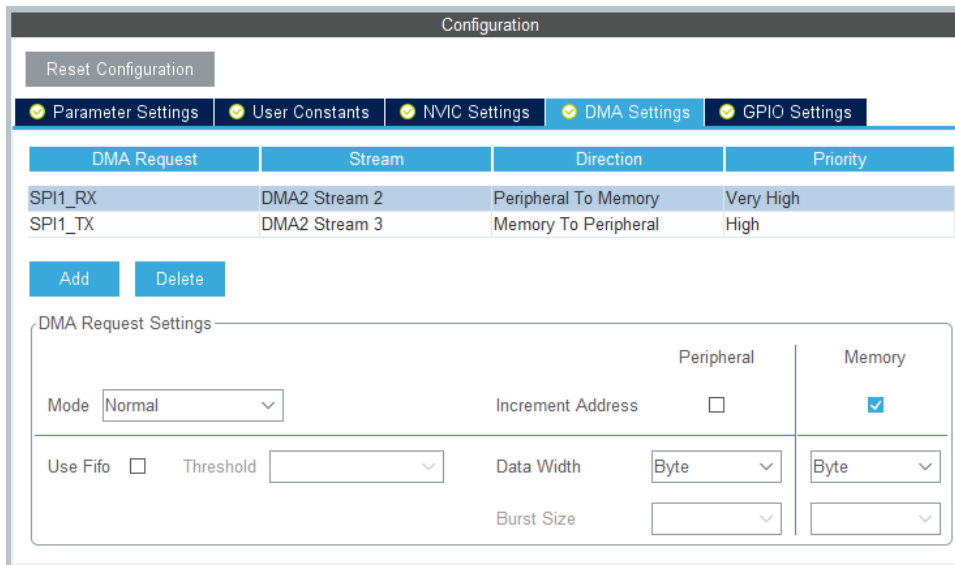 Configuration
Reset Configuration
Parameter Settings User Constants NVIC Settings DMA Settings GPIO Settings
DMA Request Stream Direction Priority
SPI1_RX DMA2 Stream 2 Peripheral To Memory Very High
SPI1_TX DMA2 Stream 3 Memory To Peripheral High
Add Delete
DMA Request Settings
Peripheral Memory
Mode Normal Increment Address
Use Fifo Threshold Data Width Byte Byte
Burst Size